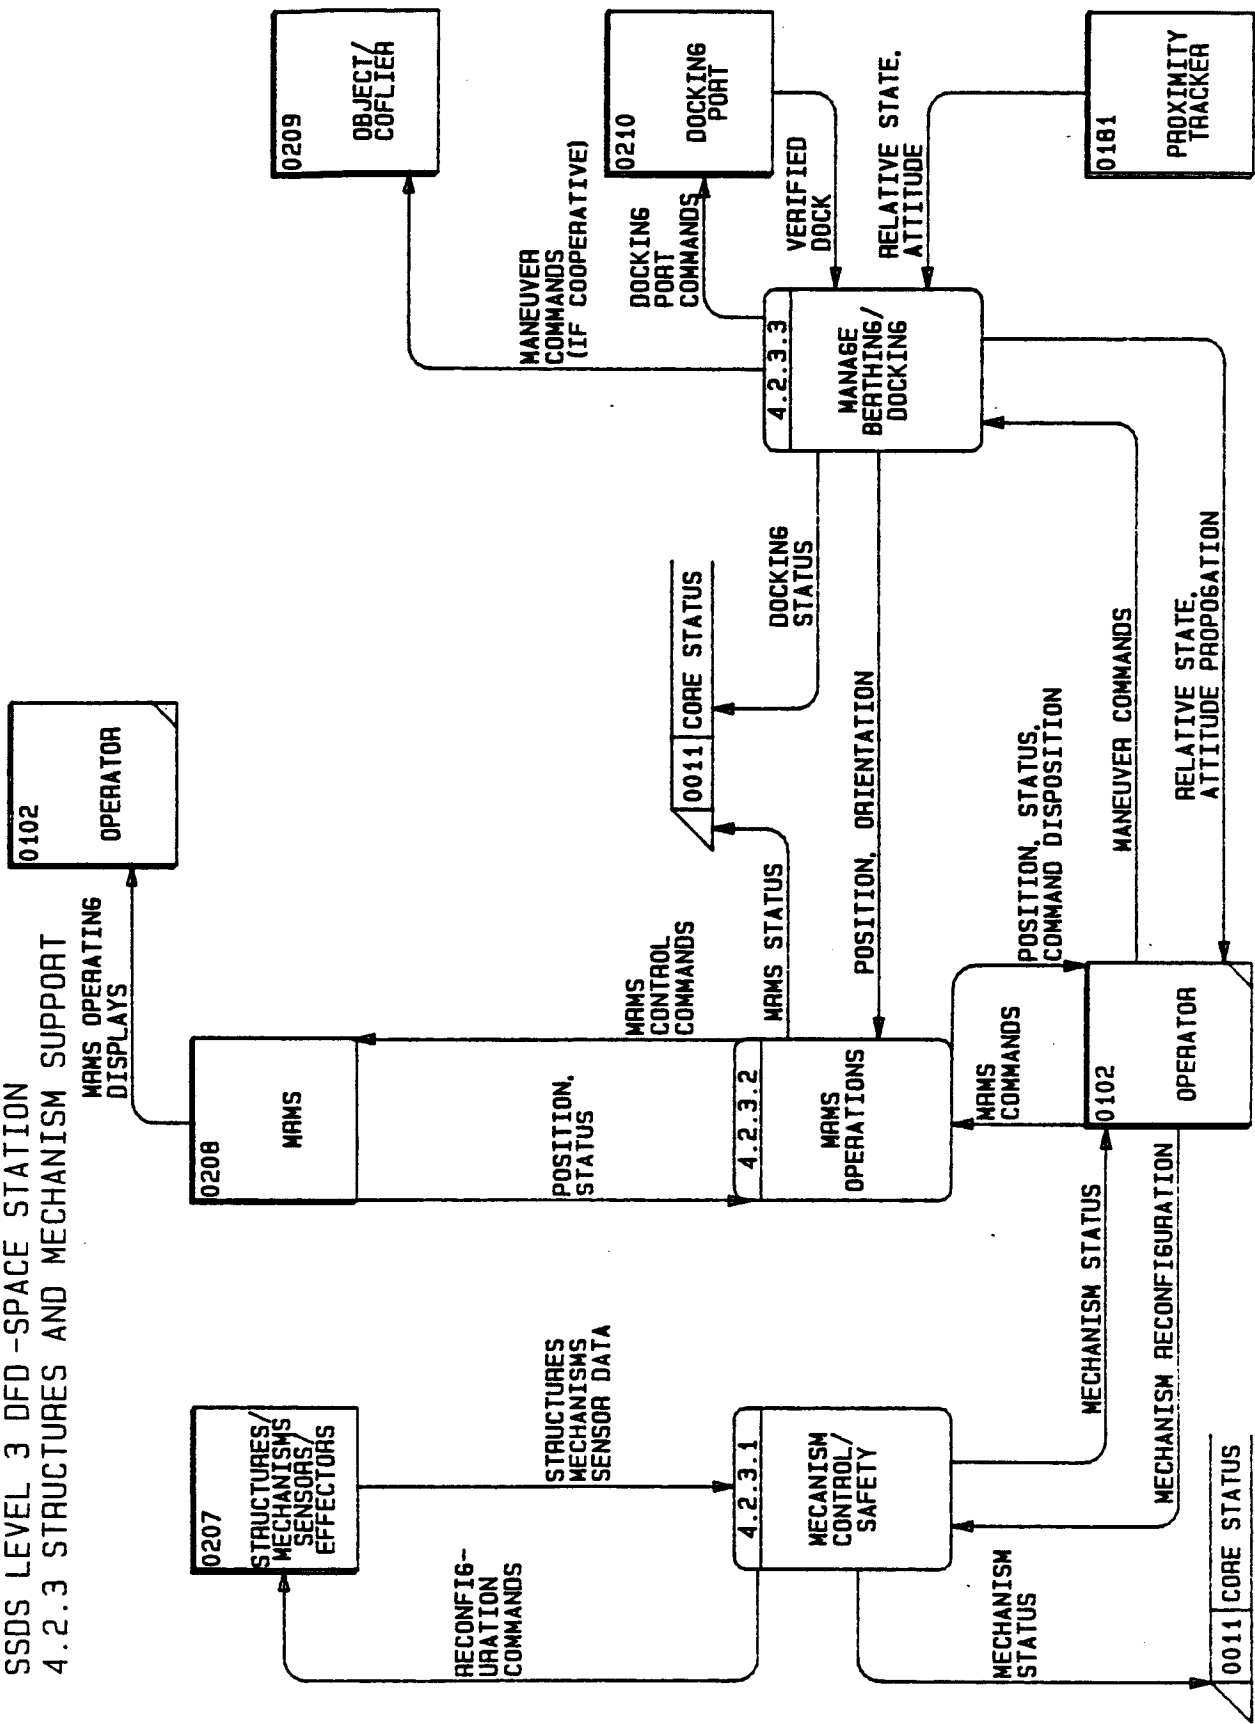 SSDS LEVEL 3 DFD-SPACE STATION
4.2.3 STRUCTURES AND MECHANISM SUPPORT
MRMS OPERATING
DISPLAYS
0102
OPERATOR
0207
STRUCTURES/
MECHANISMS
SENSORS/
EFFECTORS
0208
MRMS
0209
OBJECT/
COFLIER
RECONFIG-
URATION
COMMANDS
STRUCTURES
MECHANISMS
SENSOR DATA
POSITION,
STATUS
MRMS
CONTROL
COMMANDS
MANEUVER
COMMANDS
(IF COOPERATIVE)
DOCKING
PORT
COMMANDS
0210
DOCKING
PORT
0011
CORE STATUS
MRMS STATUS
DOCKING
STATUS
VERIFIED
DOCK
4.2.3.1
MECANISM
CONTROL/
SAFETY
4.2.3.2
MRMS
OPERATIONS
POSITION, ORIENTATION
4.2.3.3
MANAGE
BERTHING/
DOCKING
RELATIVE STATE,
ATTITUDE
MECHANISM
STATUS
MECHANISM STATUS
MRMS
COMMANDS
POSITION, STATUS,
COMMAND DISPOSITION
MANEUVER COMMANDS
MECHANISM RECONFIGURATION
0102
OPERATOR
RELATIVE STATE,
ATTITUDE PROPOGATION
0181
PROXIMITY
TRACKER
0011
CORE STATUS